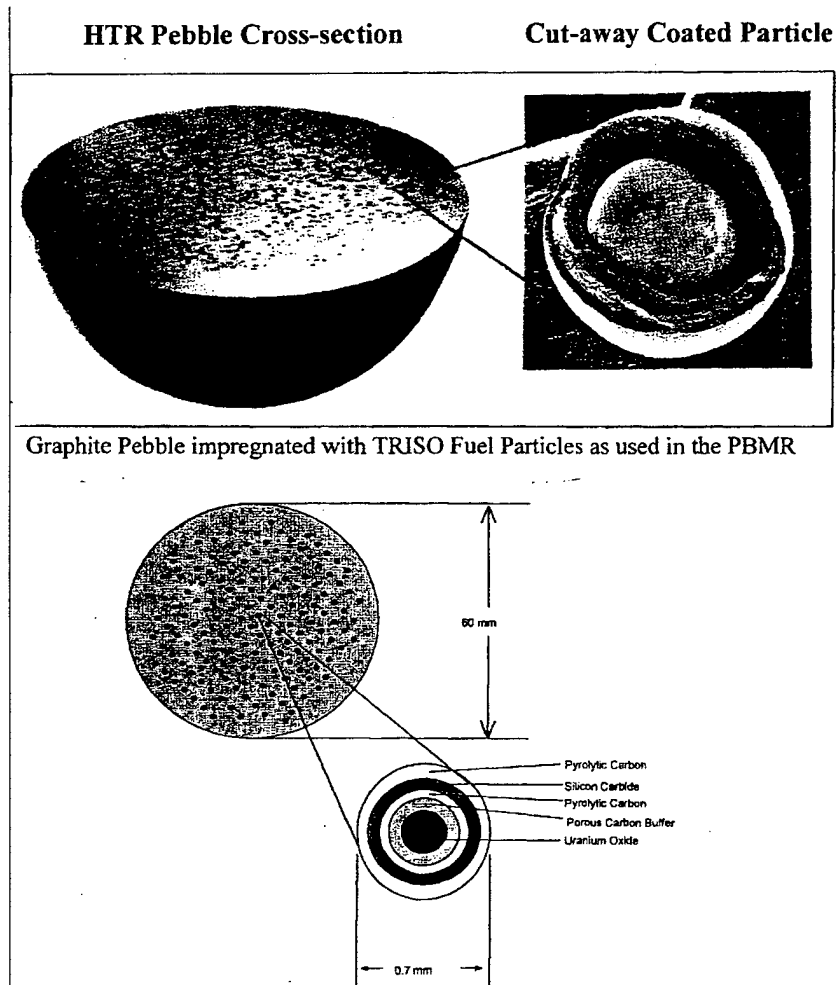 HTR Pebble Cross-section
Cut-away Coated Particle
Graphite Pebble impregnated with TRISO Fuel Particles as used in the PBMR
60 mm
Pyrolytic Carbon
Silicon Carbide
Pyrolytic Carbon
Porous Carbon Buffer
Uranium Oxide
0.7 mm